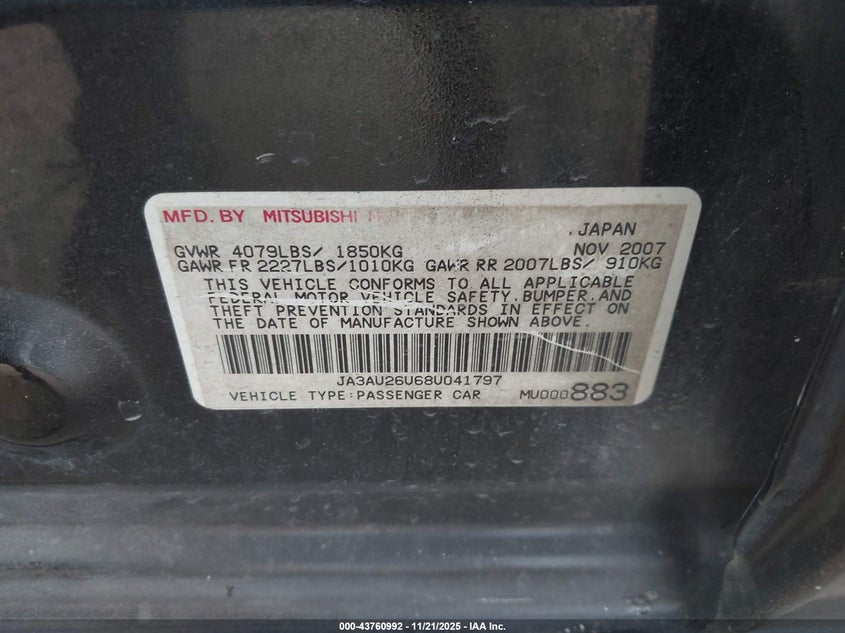 MFD. BY MITSUBISHI
JAPAN
GVWR 4079LBS/ 1850KG NOV 2007
GAWR FR 2227LBS/1010KG GAWR RR 2007LBS/ 910KG
THIS VEHICLE CONFORMS TO ALL APPLICABLE
FEDERAL MOTOR VEHICLE SAFETY, BUMPER, AND
THEFT PREVENTION STANDARDS IN EFFECT ON
THE DATE OF MANUFACTURE SHOWN ABOVE.
JA3AU26U68U041797
VEHICLE TYPE:PASSENGER CAR MU000883
000-43760992 - 11/21/2025 - IAA Inc.